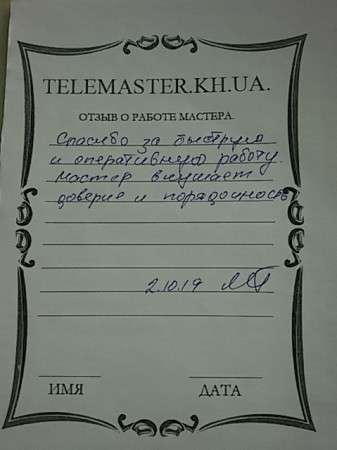 TELEMASTER.KH.UA.
ОТЗЫВ О РАБОТЕ МАСТЕРА.
Спасибо за быструю
и оперативную работу.
Мастер внушает
доверие и порядочность
2.10.19
ИМЯ ДАТА